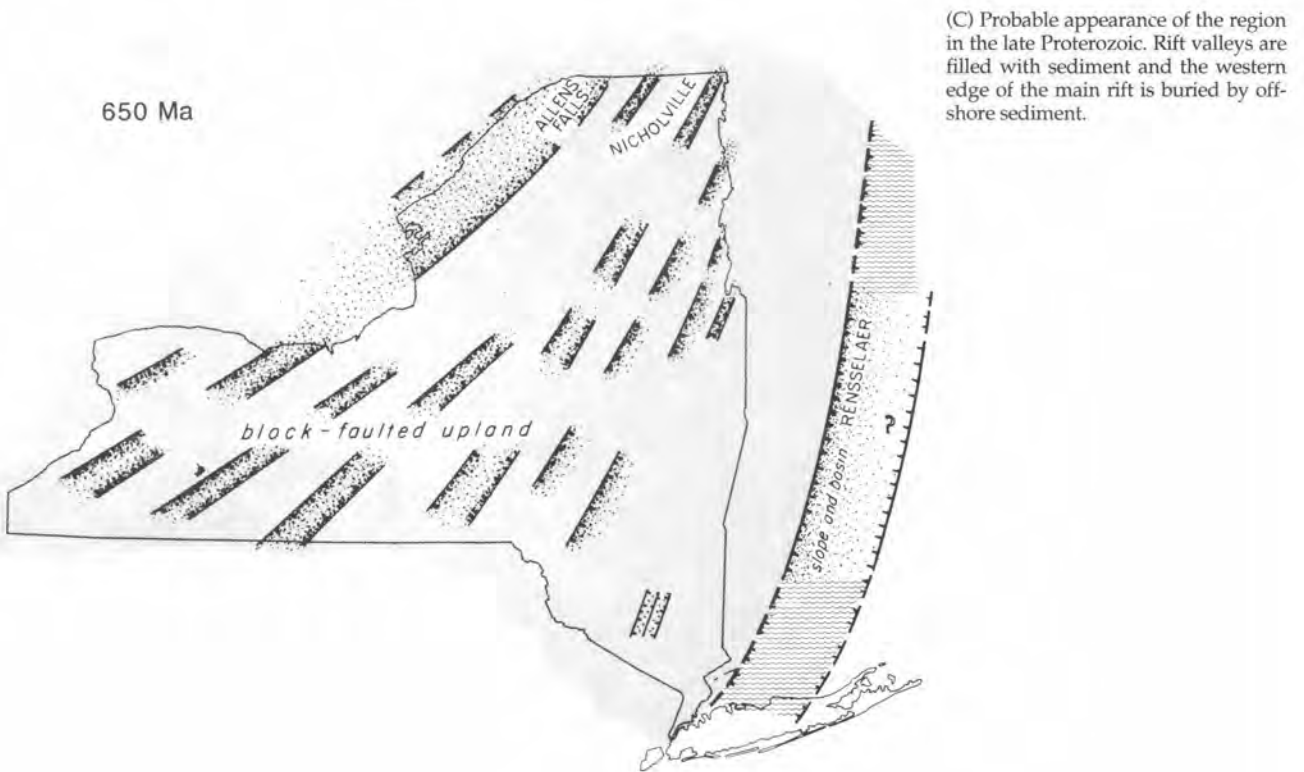 (C) Probable appearance of the region
in the late Proterozoic. Rift valleys are
filled with sediment and the western
edge of the main rift is buried by off-
shore sediment.
650 Ma
ALLENS
FALLS
NICHOLVILLE
block-faulted upland
slope and basin RENSSELAER
?